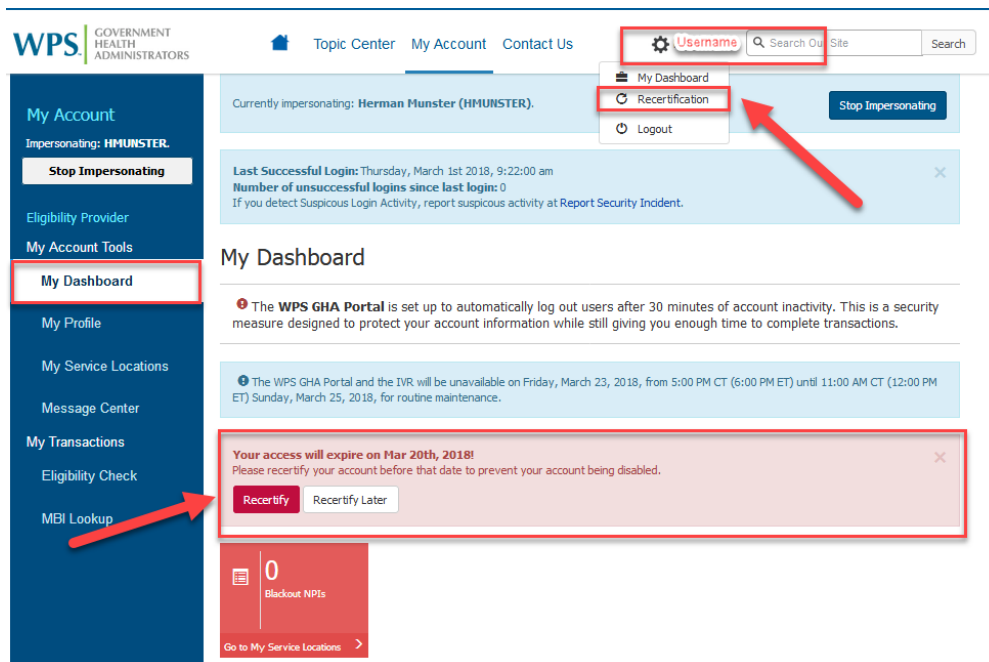 WPS. GOVERNMENT
HEALTH
ADMINISTRATORS
Topic Center My Account Contact Us
Username
Search Our Site
Search
My Dashboard
Recertification
Logout
My Account
Impersonating: HMUNSTER.
Stop Impersonating
Eligibility Provider
My Account Tools
My Dashboard
My Profile
My Service Locations
Message Center
My Transactions
Eligibility Check
MBI Lookup
Currently impersonating: Herman Munster (HMUNSTER).
Stop Impersonating
Last Successful Login: Thursday, March 1st 2018, 9:22:00 am
Number of unsuccessful logins since last login: 0
If you detect Suspicous Login Activity, report suspicous activity at Report Security Incident.
My Dashboard
The WPS GHA Portal is set up to automatically log out users after 30 minutes of account inactivity. This is a security
measure designed to protect your account information while still giving you enough time to complete transactions.
The WPS GHA Portal and the IVR will be unavailable on Friday, March 23, 2018, from 5:00 PM CT (6:00 PM ET) until 11:00 AM CT (12:00 PM
ET) Sunday, March 25, 2018, for routine maintenance.
Your access will expire on Mar 20th, 2018!
Please recertify your account before that date to prevent your account being disabled.
Recertify Recertify Later
0
Blackout NPIs
Go to My Service Locations